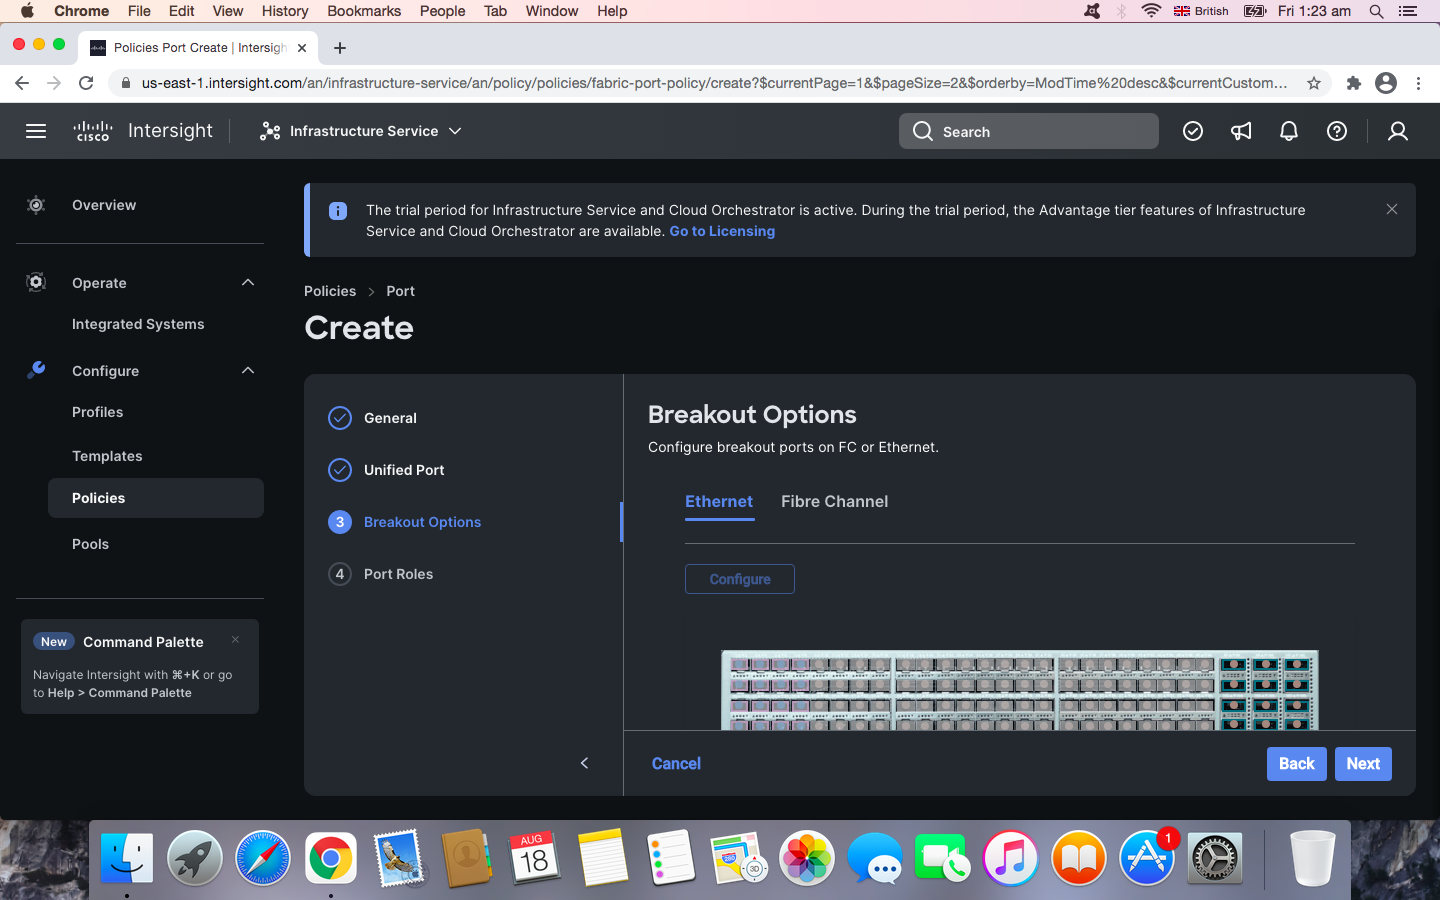 Chrome File Edit View History Bookmarks People Tab Window Help British Fri 1:23 am
Policies Port Create | Intersigh
us-east-1.intersight.com/an/infrastructure-service/an/policy/policies/fabric-port-policy/create?$currentPage=1&$pageSize=2&$orderby=ModTime%20desc&$currentCustom...
CISCO Intersight Infrastructure Service Search
Overview
Operate
Integrated Systems
Configure
Profiles
Templates
Policies
Pools
New Command Palette
Navigate Intersight with ⌘+K or go
to Help > Command Palette
The trial period for Infrastructure Service and Cloud Orchestrator is active. During the trial period, the Advantage tier features of Infrastructure
Service and Cloud Orchestrator are available. Go to Licensing
Policies > Port
Create
General
Unified Port
3 Breakout Options
4 Port Roles
Breakout Options
Configure breakout ports on FC or Ethernet.
Ethernet Fibre Channel
Configure
Cancel Back Next
AUG
18
280
3D
1